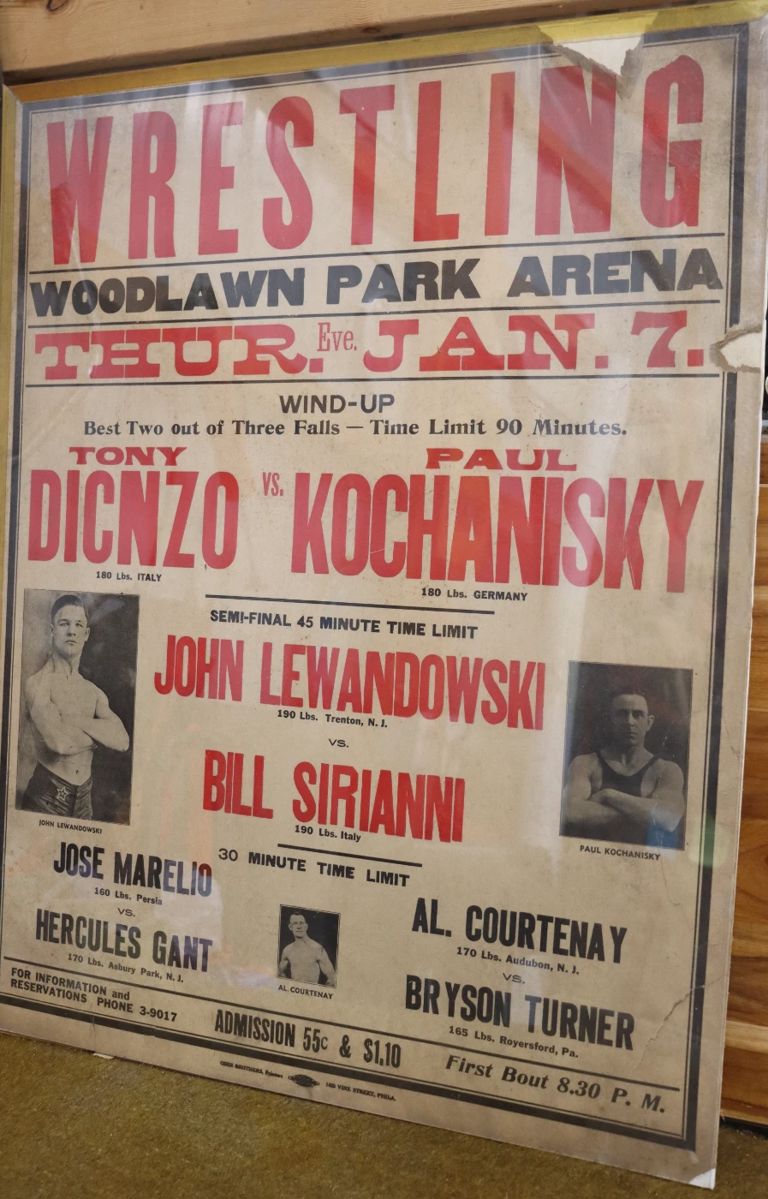 WRESTLING
WOODLAWN PARK ARENA
THUR. Eve. JAN. 7.
WIND-UP
Best Two out of Three Falls — Time Limit 90 Minutes.
TONY DICNZO
180 Lbs. ITALY
vs.
PAUL KOCHANISKY
180 Lbs. GERMANY
SEMI-FINAL 45 MINUTE TIME LIMIT
JOHN LEWANDOWSKI
190 Lbs. Trenton, N. J.
vs.
BILL SIRIANNI
190 Lbs. Italy
JOHN LEWANDOWSKI
PAUL KOCHANISKY
30 MINUTE TIME LIMIT
JOSE MARELIO
160 Lbs. Persia
vs.
HERCULES GANT
170 Lbs. Asbury Park, N. J.
AL. COURTENAY
AL. COURTENAY
170 Lbs. Audubon, N. J.
vs.
BRYSON TURNER
165 Lbs. Royersford, Pa.
FOR INFORMATION and
RESERVATIONS PHONE 3-9017
ADMISSION 55c & $1.10
First Bout 8.30 P. M.
BROTHERS, Printers VINE STREET, PHILA.